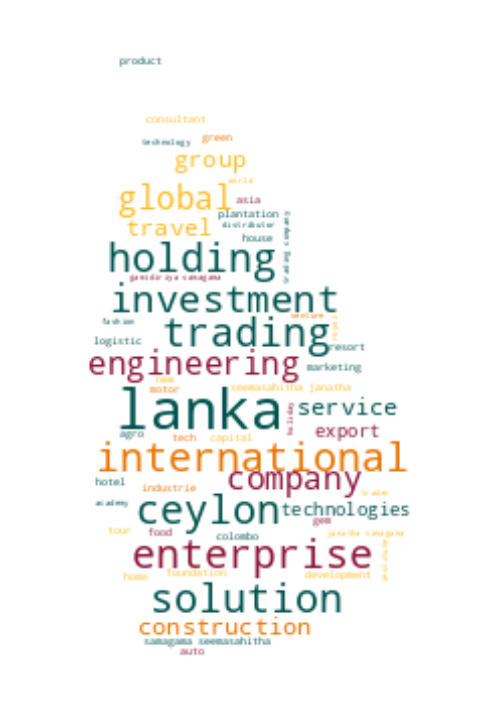 product
consultant
technology green
group
world
global asia
plantation
travel distributor
house
trading company
holding
gamidiriya samagama
investment
fashion venture
trading
logistic resort
engineering marketing
new
motor seemasahitha janatha
lanka service
holiday
agro tech capital export
international
hotel company
industrie trader
academy ceylon technologies
gem
tour food colombo janatha samagama
enterprise
institute
home foundation development
solution
construction
samagama seemasahitha
auto